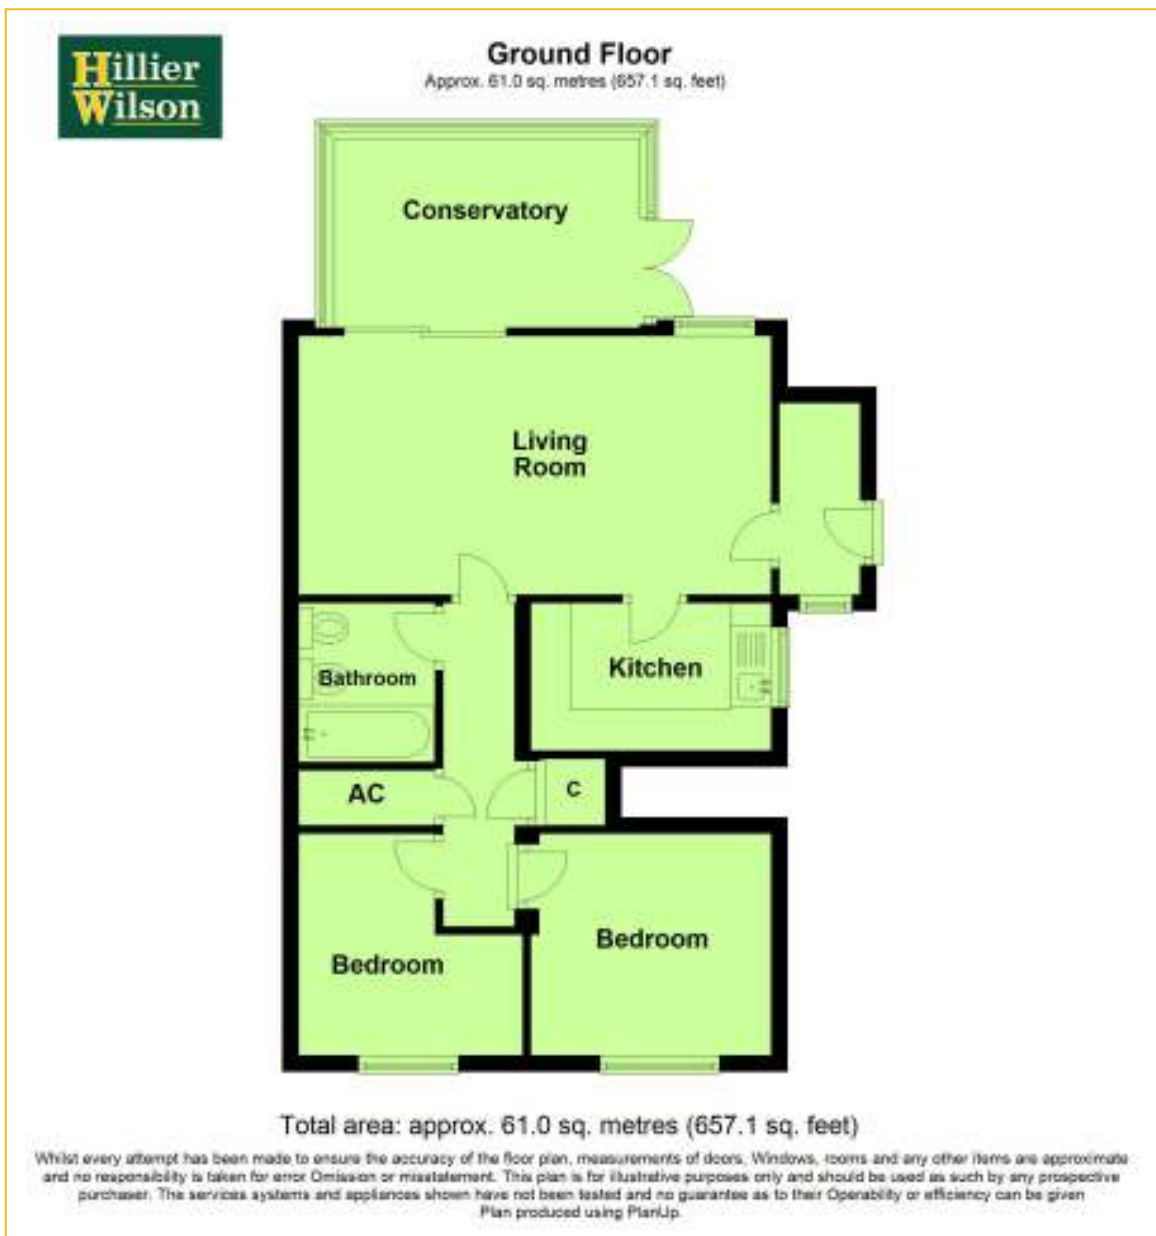 Hillier
Wilson
Ground Floor
Approx. 61.0 sq. metres (657.1 sq. feet)
Conservatory
Living
Room
Kitchen
Bathroom
AC
C
Bedroom
Bedroom
Total area: approx. 61.0 sq. metres (657.1 sq. feet)
Whilst every attempt has been made to ensure the accuracy of the floor plan, measurements of doors, Windows, rooms and any other items are approximate
and no responsibility is taken for error Omission or misstatement. This plan is for illustrative purposes only and should be used as such by any prospective
purchaser. The services systems and appliances shown have not been tested and no guarantee as to their Operability or efficiency can be given
Plan produced using PlanUp.